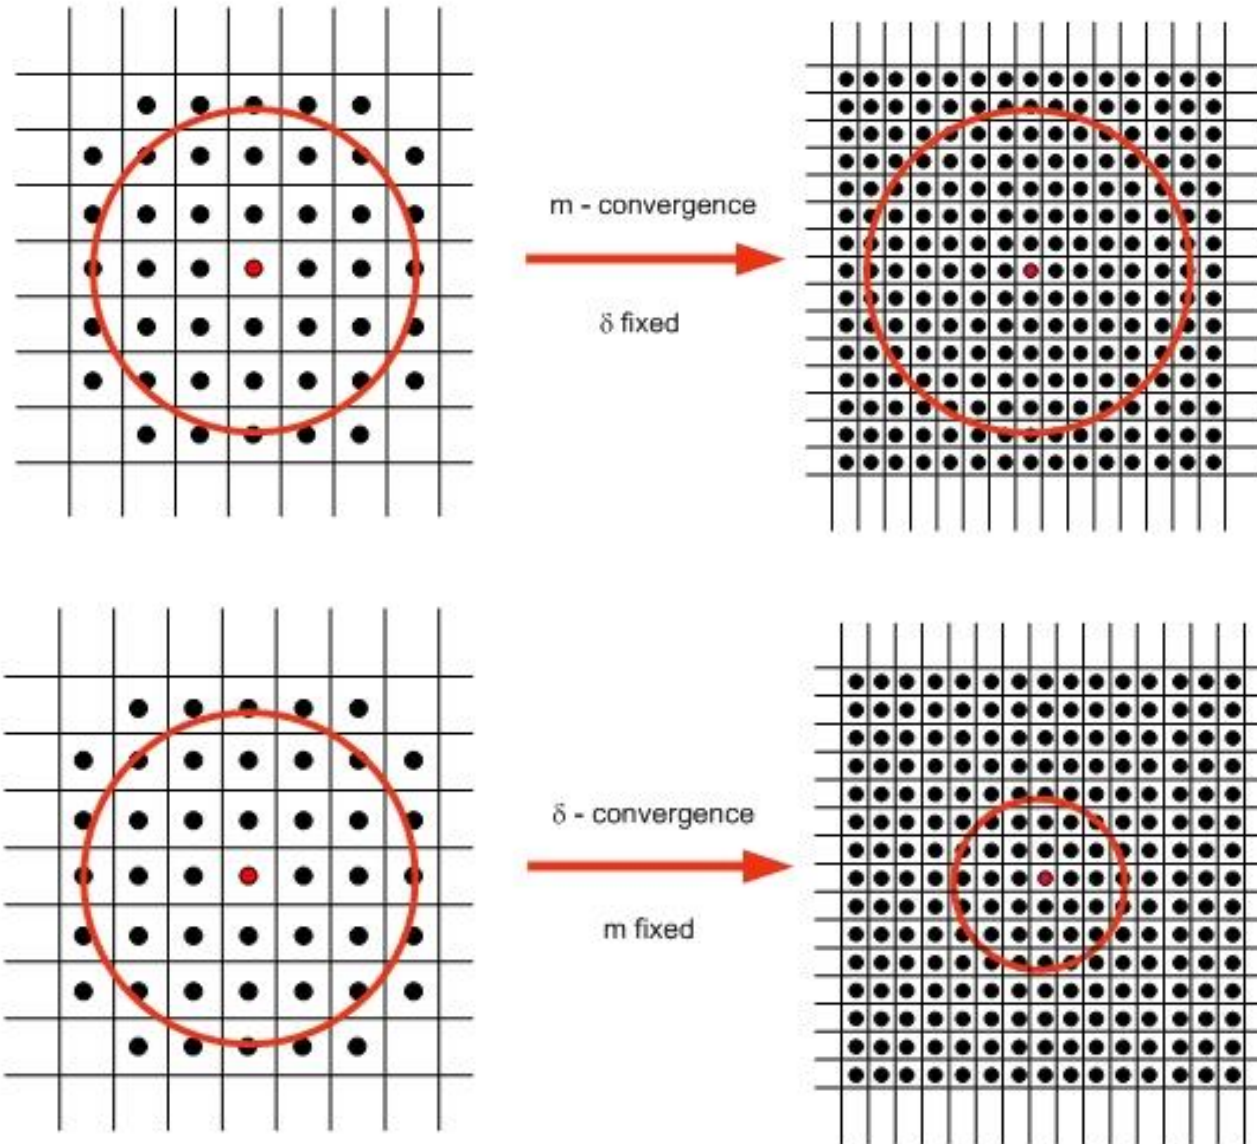 m - convergence
δ fixed
δ - convergence
m fixed